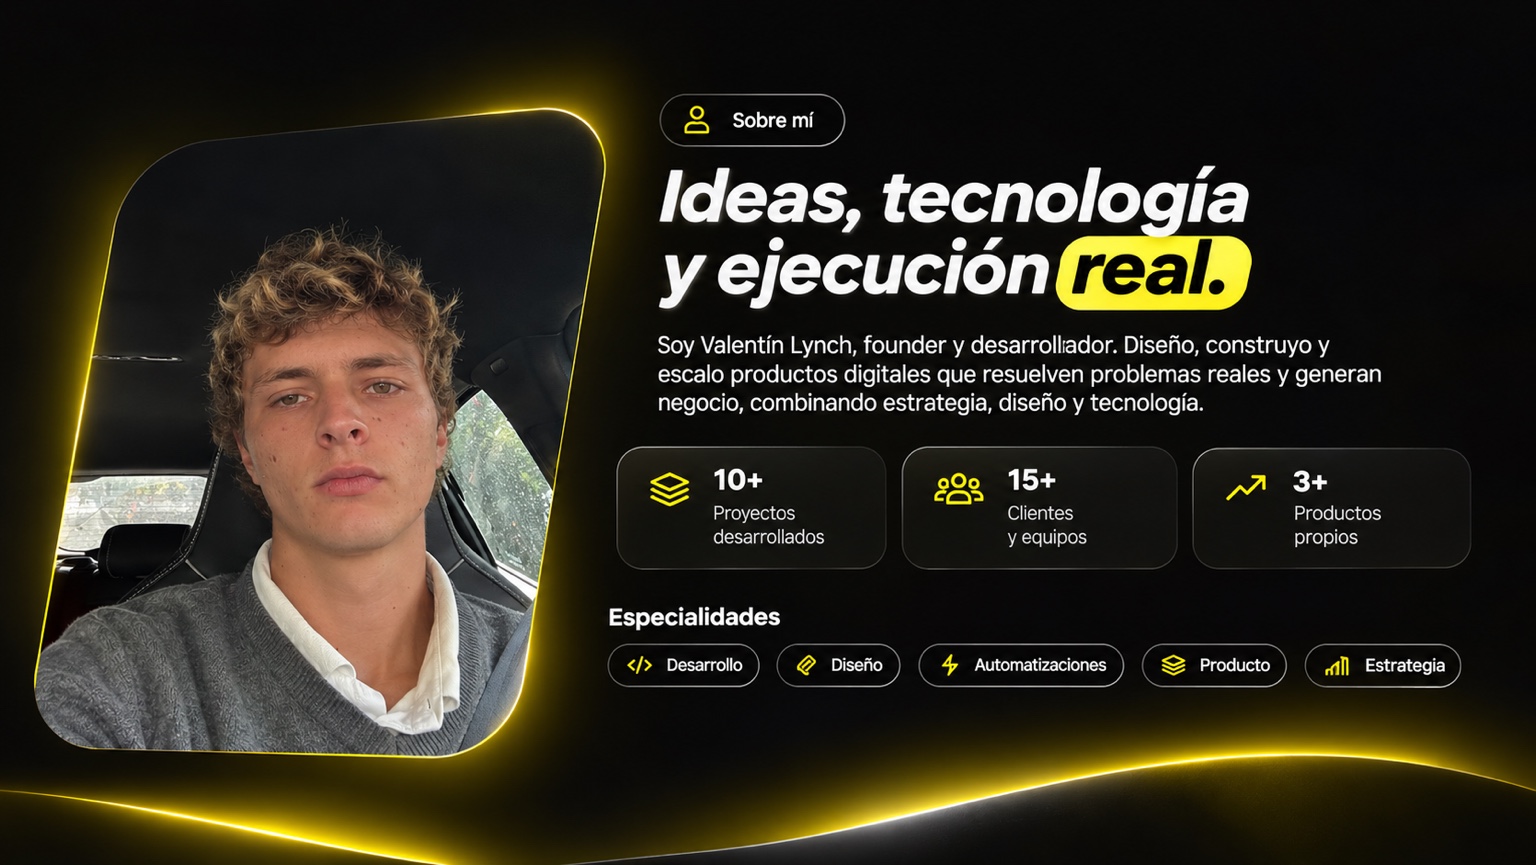 Sobre mí
Ideas, tecnología
y ejecución real.
Soy Valentín Lynch, founder y desarrollador. Diseño, construyo y
escalo productos digitales que resuelven problemas reales y generan
negocio, combinando estrategia, diseño y tecnología.
10+
Proyectos
desarrollados
15+
Clientes
y equipos
3+
Productos
propios
Especialidades
Desarrollo
Diseño
Automatizaciones
Producto
Estrategia